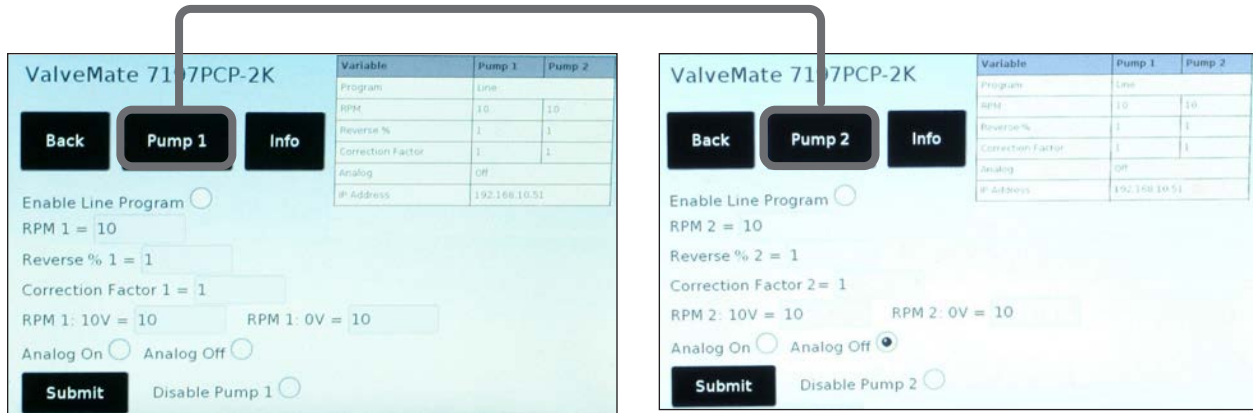 ValveMate 7197PCP-2K
Variable Pump 1 Pump 2
Program Line
RPM 10 10
Reverse % 1 1
Correction Factor 1 1
Analog Off
IP Address 192.168.10.51
Back Pump 1 Info
Enable Line Program
RPM 1 = 10
Reverse % 1 = 1
Correction Factor 1 = 1
RPM 1: 10V = 10 RPM 1: 0V = 10
Analog On Analog Off
Submit Disable Pump 1
ValveMate 7197PCP-2K
Variable Pump 1 Pump 2
Program Line
RPM 10 10
Reverse % 1 1
Correction Factor 1 1
Analog Off
IP Address 192.168.10.51
Back Pump 2 Info
Enable Line Program
RPM 2 = 10
Reverse % 2 = 1
Correction Factor 2= 1
RPM 2: 10V = 10 RPM 2: 0V = 10
Analog On Analog Off
Submit Disable Pump 2